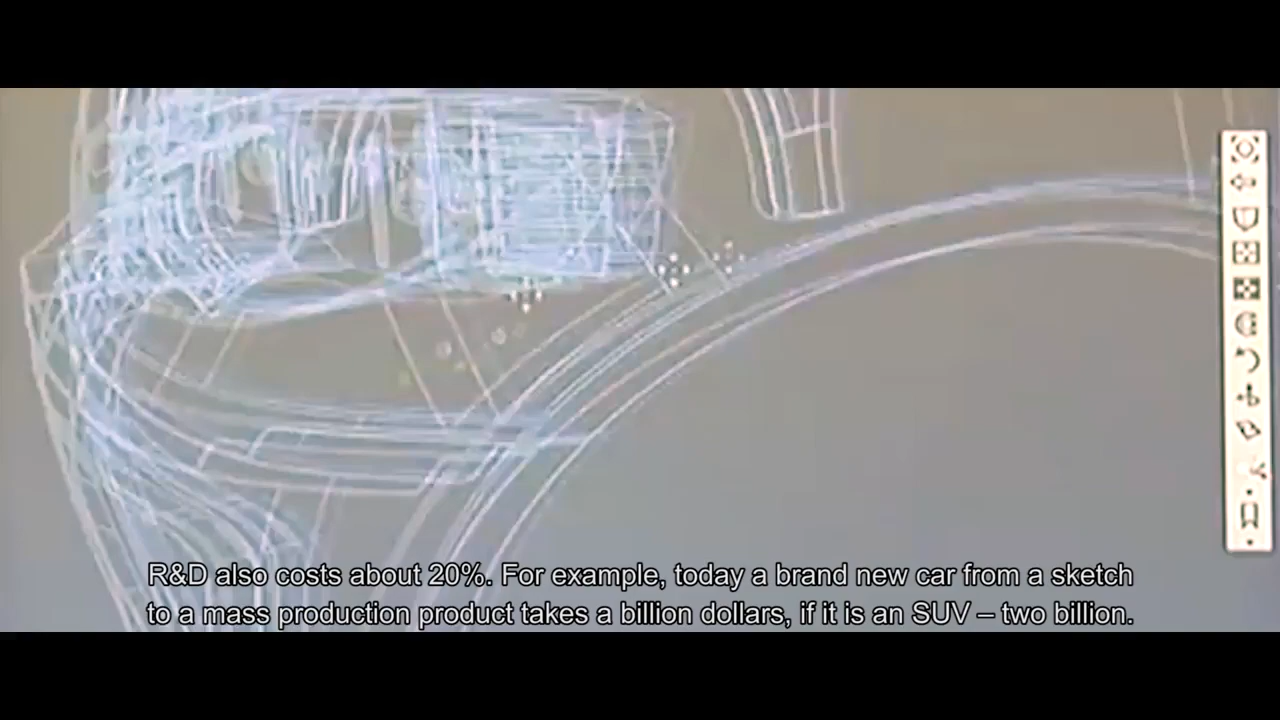 R&D also costs about 20%. For example, today a brand new car from a sketch
to a mass production product takes a billion dollars, if it is an SUV – two billion.